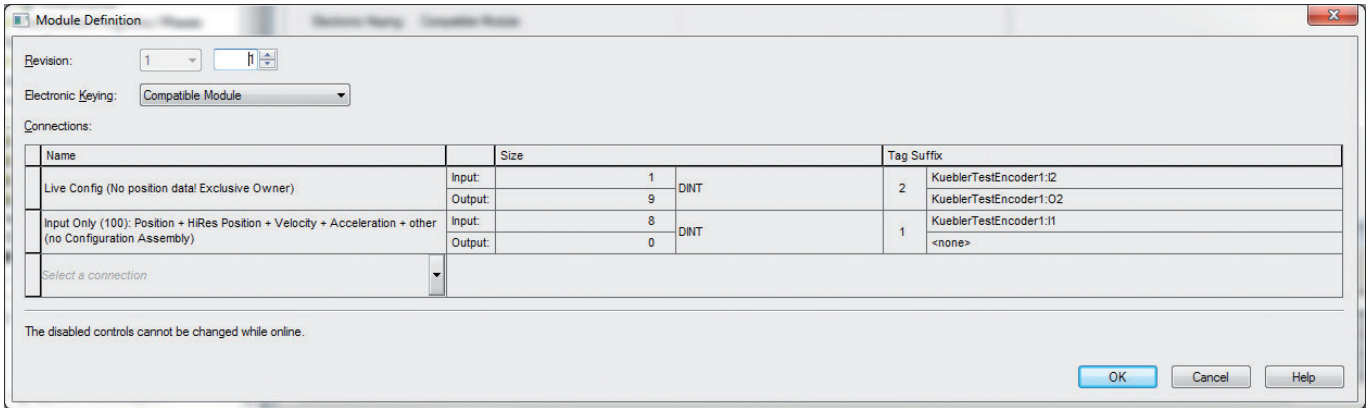 Module Definition
Revision: 1 1
Electronic Keying: Compatible Module
Connections:
Name Size Tag Suffix
Live Config (No position data! Exclusive Owner)
Input: 1
Output: 9
DINT
2
KueblerTestEncoder1:I2
KueblerTestEncoder1:O2
Input Only (100): Position + HiRes Position + Velocity + Acceleration + other
(no Configuration Assembly)
Input: 8
Output: 0
DINT
1
KueblerTestEncoder1:I1
<none>
Select a connection
The disabled controls cannot be changed while online.
OK Cancel Help